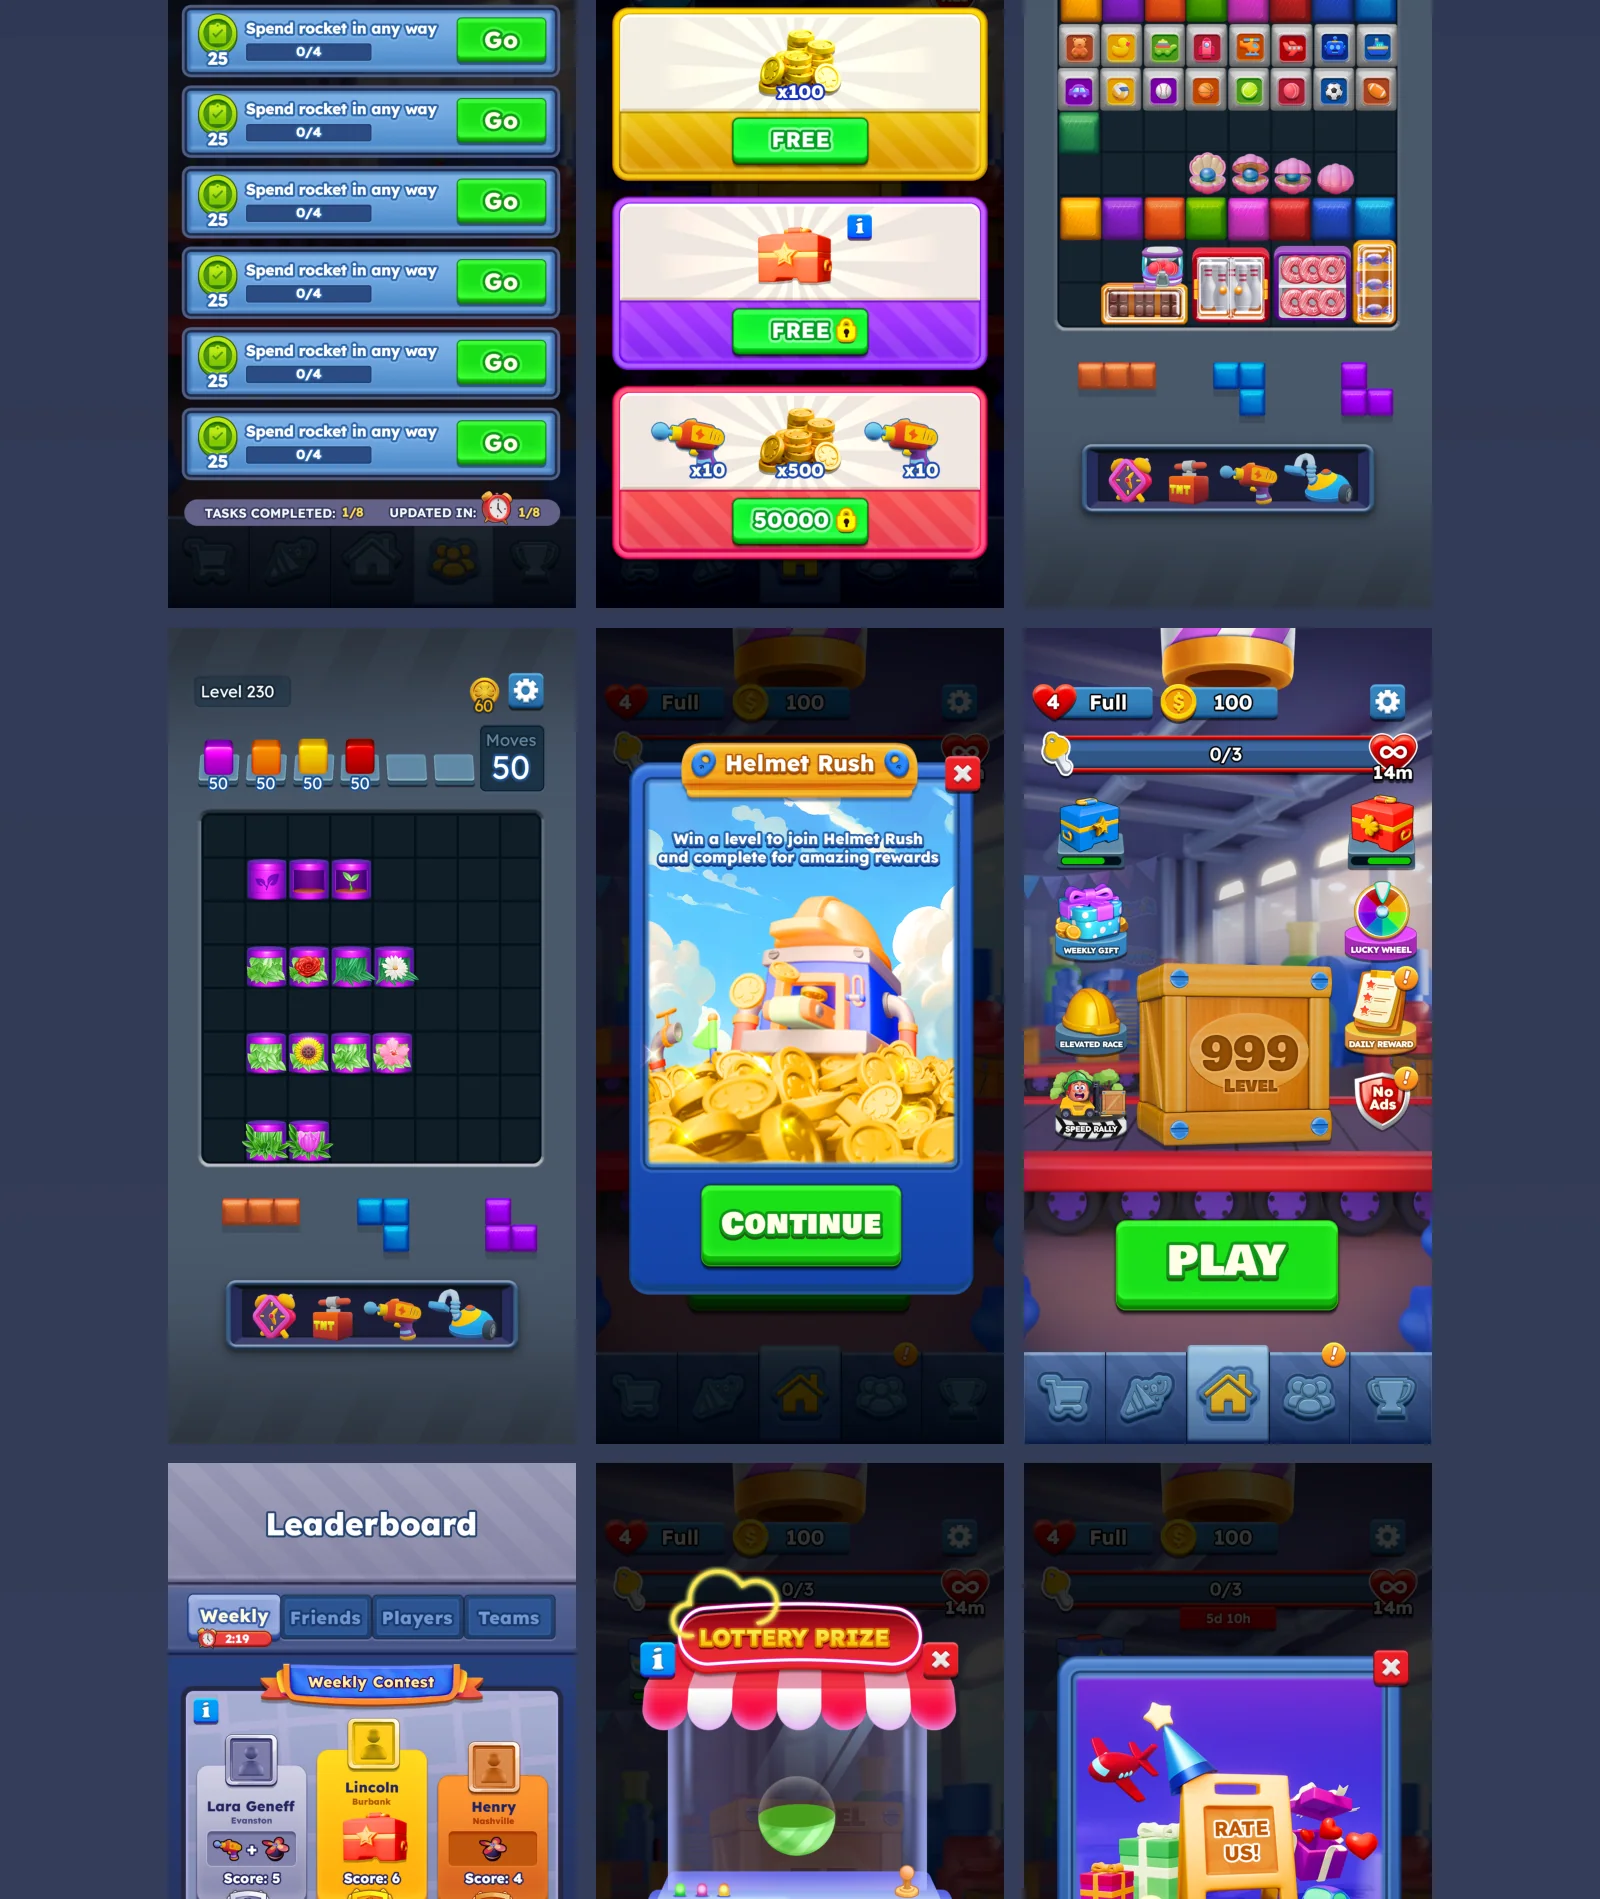 Spend rocket in any way
25
0/4
Go
Spend rocket in any way
25
0/4
Go
Spend rocket in any way
25
0/4
Go
Spend rocket in any way
25
0/4
Go
Spend rocket in any way
25
0/4
Go
Spend rocket in any way
25
0/4
Go
TASKS COMPLETED: 1/8
UPDATED IN: 1/8
x100
FREE
i
FREE
x10
x500
x10
50000
TNT
Level 230
60
50
50
50
50
Moves
50
TNT
4
Full
100
Helmet Rush
Win a level to join Helmet Rush
and complete for amazing rewards
CONTINUE
!
4
Full
100
0/3
14m
WEEKLY GIFT
LUCKY WHEEL
ELEVATED RACE
!
DAILY REWARD
SPEED RALLY
!
No
Ads
999
LEVEL
PLAY
!
Leaderboard
Weekly
2:19
Friends
Players
Teams
Weekly Contest
i
Lara Geneff
Evanston
+
Score: 5
Lincoln
Burbank
Score: 6
Henry
Nashville
Score: 4
4
Full
100
0/3
14m
LOTTERY PRIZE
i
4
Full
100
0/3
14m
5d 10h
RATE
US!